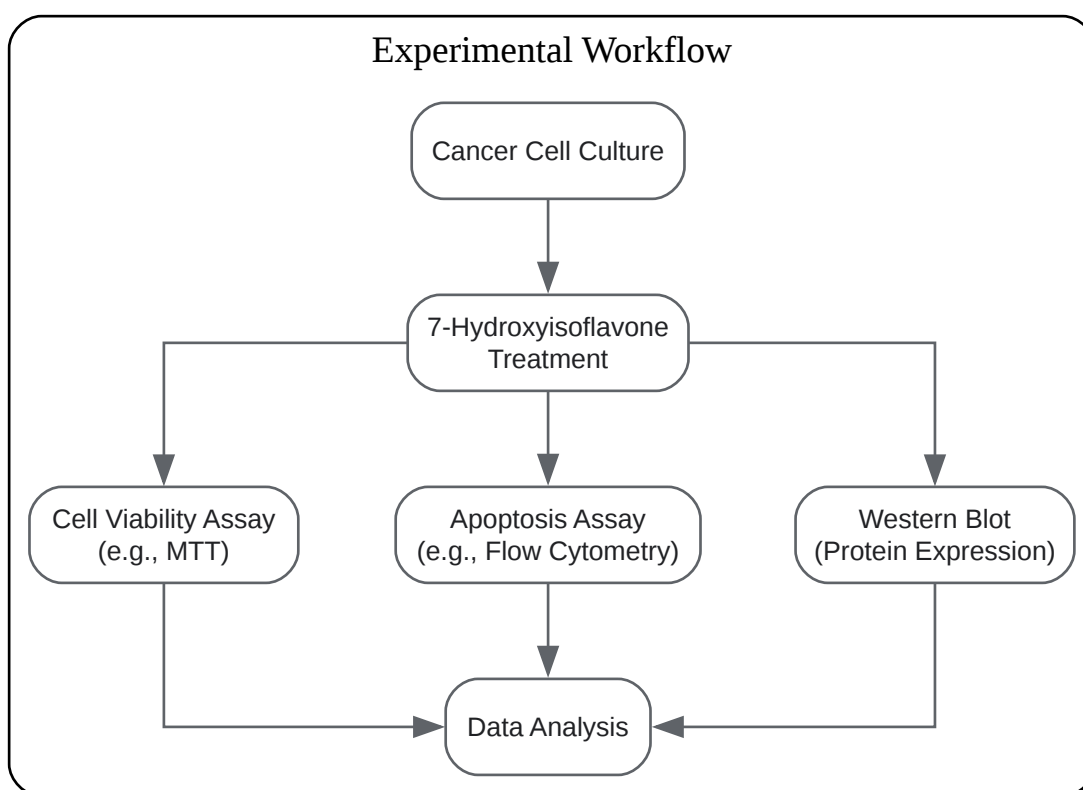 Experimental Workflow
Cancer Cell Culture
7-Hydroxyisoflavone
Treatment
Cell Viability Assay
(e.g., MTT)
Apoptosis Assay
(e.g., Flow Cytometry)
Western Blot
(Protein Expression)
Data Analysis